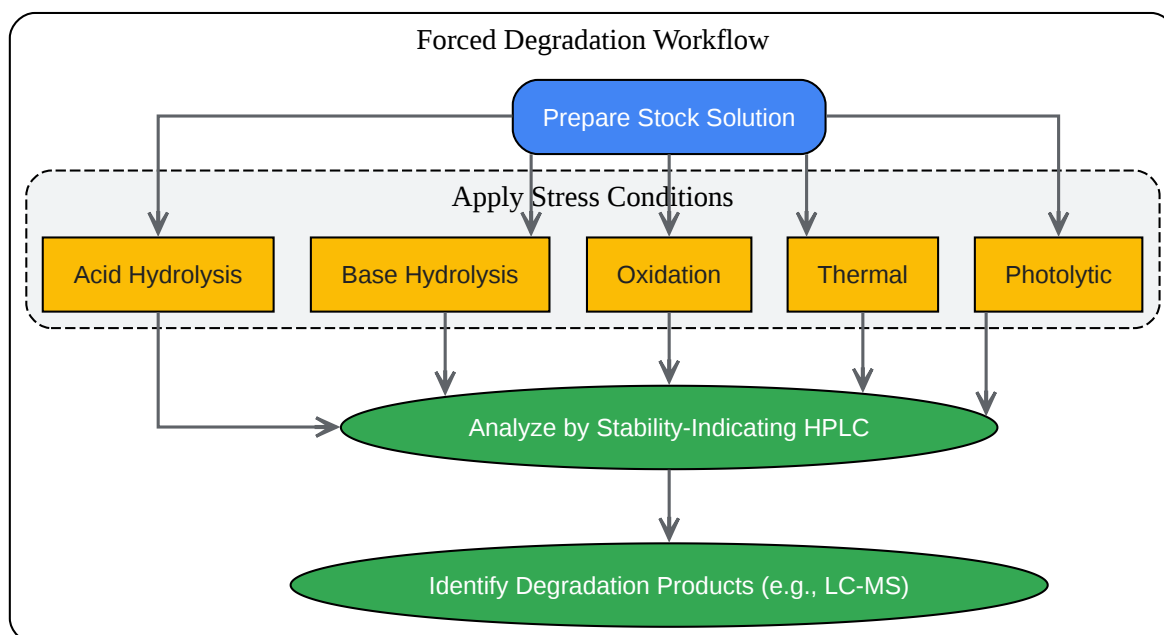 Forced Degradation Workflow
Prepare Stock Solution
Apply Stress Conditions
Acid Hydrolysis
Base Hydrolysis
Oxidation
Thermal
Photolytic
Analyze by Stability-Indicating HPLC
Identify Degradation Products (e.g., LC-MS)